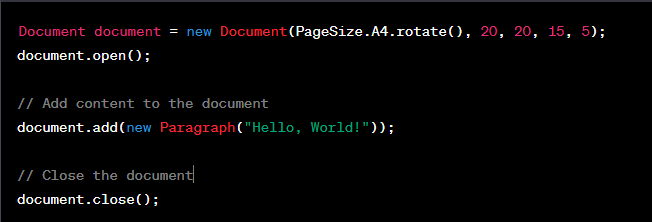 Document document = new Document(PageSize.A4.rotate(), 20, 20, 15, 5);
document.open();
// Add content to the document
document.add(new Paragraph("Hello, World!"));
// Close the document
document.close();